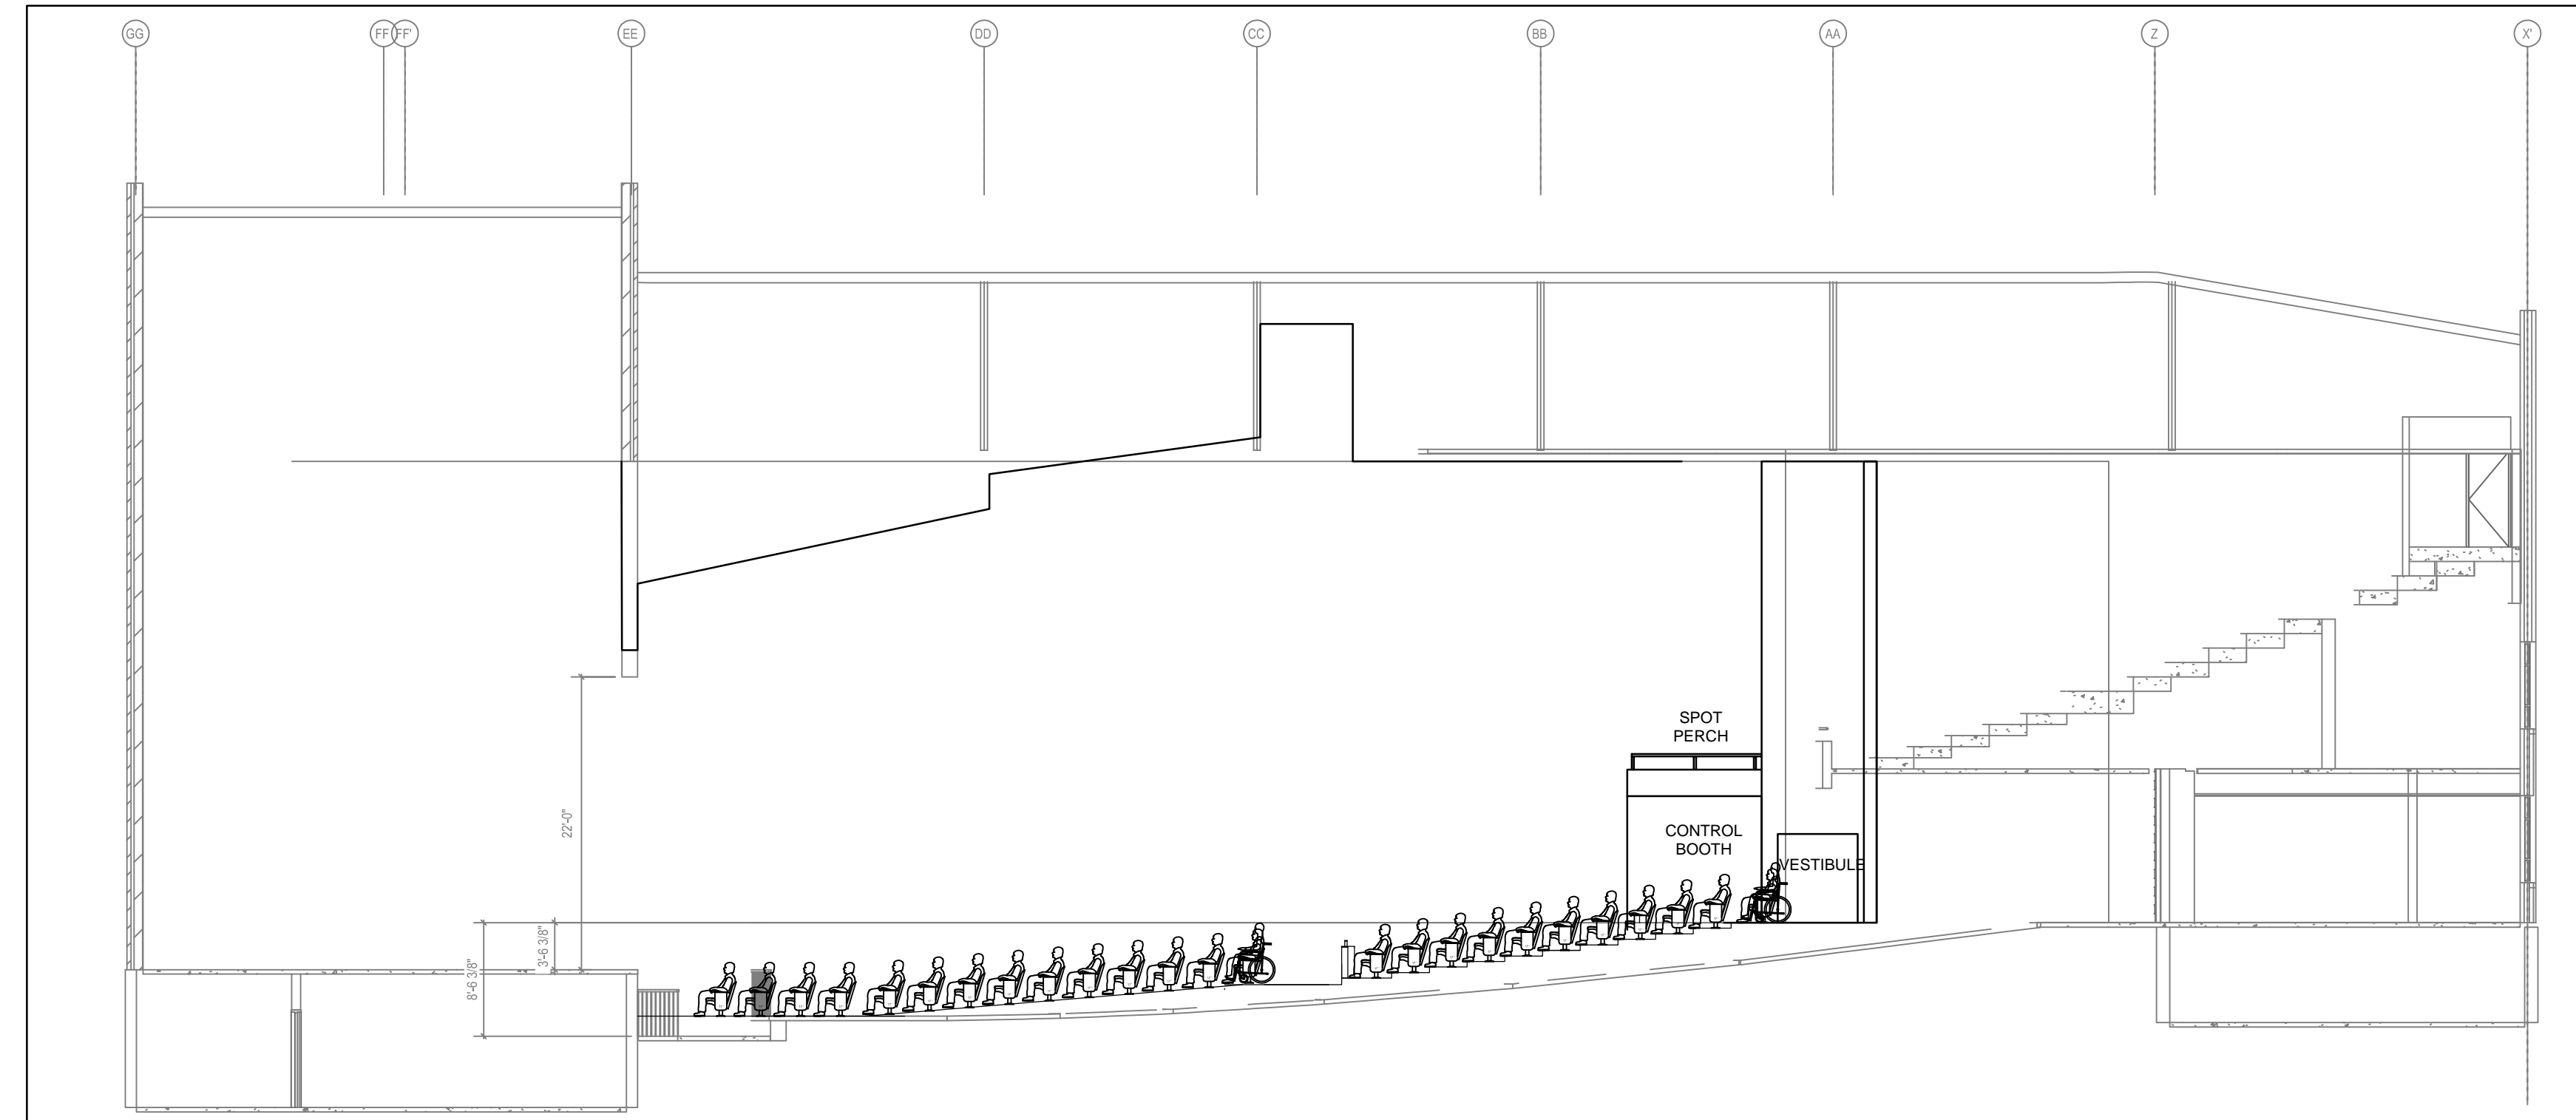 GG
FF
FF'
EE
DD
CC
BB
AA
Z
X'
SPOT
PERCH
CONTROL
BOOTH
VESTIBULE
22'-0"
3'-6 3/8"
8'-6 3/8"